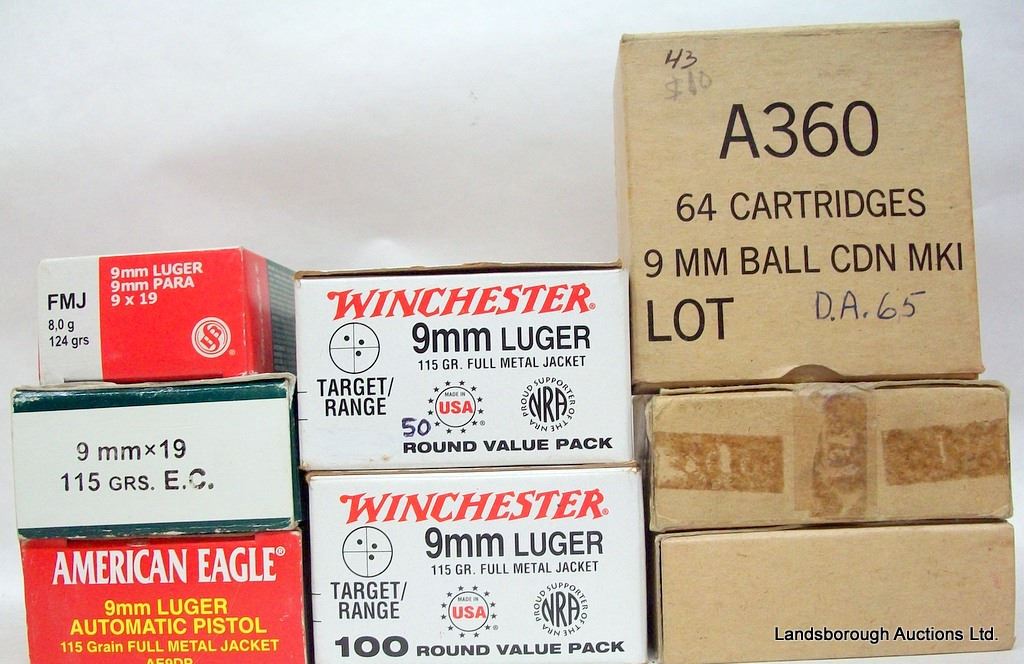 43
$10
A360
64 CARTRIDGES
9 MM BALL CDN MKI
LOT D.A.65
FMJ
8,0 g
124 grs
9mm LUGER
9mm PARA
9 x 19
9 mm×19
115 GRS. E.C.
AMERICAN EAGLE®
9mm LUGER
AUTOMATIC PISTOL
115 Grain FULL METAL JACKET
AE9DP
WINCHESTER®
9mm LUGER
115 GR. FULL METAL JACKET
TARGET/
RANGE
MADE IN
USA
PROUD SUPPORTER OF THE NRA
NRA
50
ROUND VALUE PACK
WINCHESTER®
9mm LUGER
115 GR. FULL METAL JACKET
TARGET/
RANGE
MADE IN
USA
PROUD SUPPORTER OF THE NRA
NRA
100 ROUND VALUE PACK
Landsborough Auctions Ltd.